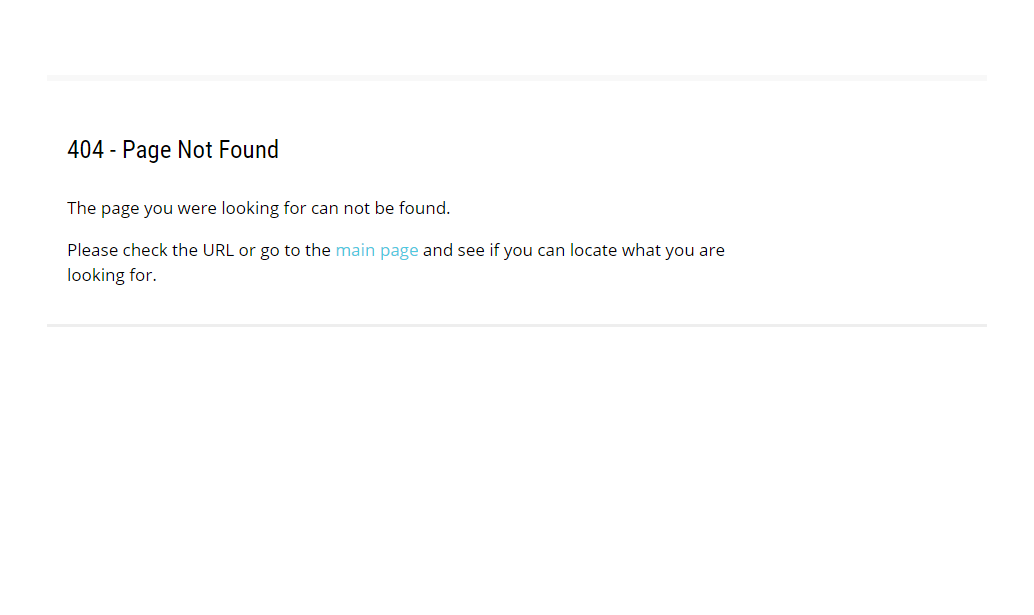 404 - Page Not Found
The page you were looking for can not be found.
Please check the URL or go to the main page and see if you can locate what you are
looking for.